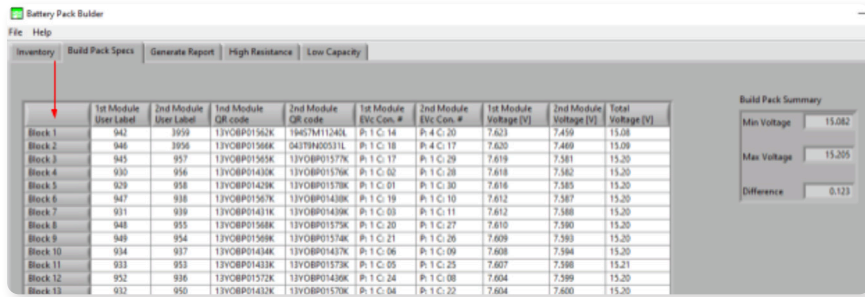 Battery Pack Bulder
File Help
Inventory Build Pack Specs Generate Report High Resistance Low Capacity
1st Module User Label 2nd Module User Label 1nd Module QR code 2nd Module QR code 1st Module EVc Con. # 2nd Module EVc Con. # 1st Module Voltage [V] 2nd Module Voltage [V] Total Voltage [V]
Block 1 942 3959 13YOBP01562K 19457M11240L P: 1 C: 14 P: 4 C: 20 7.623 7.459 15.08
Block 2 946 3956 13YOBP01566K 043T9N00531L P: 1 C: 18 P: 4 C: 17 7.620 7.469 15.09
Block 3 945 957 13YOBP01565K 13YOBP01577K P: 1 C: 17 P: 1 C: 29 7.619 7.581 15.20
Block 4 930 956 13YOBP01430K 13YOBP01576K P: 1 C: 02 P: 1 C: 28 7.618 7.582 15.20
Block 5 929 958 13YOBP01429K 13YOBP01578K P: 1 C: 01 P: 1 C: 30 7.616 7.585 15.20
Block 6 947 938 13YOBP01567K 13YOBP01438K P: 1 C: 19 P: 1 C: 10 7.612 7.587 15.20
Block 7 931 939 13YOBP01431K 13YOBP01439K P: 1 C: 03 P: 1 C: 11 7.612 7.588 15.20
Block 8 948 955 13YOBP01568K 13YOBP01575K P: 1 C: 20 P: 1 C: 27 7.610 7.590 15.20
Block 9 949 954 13YOBP01569K 13YOBP01574K P: 1 C: 21 P: 1 C: 26 7.609 7.593 15.20
Block 10 934 937 13YOBP01434K 13YOBP01437K P: 1 C: 06 P: 1 C: 09 7.608 7.594 15.20
Block 11 933 953 13YOBP01433K 13YOBP01573K P: 1 C: 05 P: 1 C: 25 7.607 7.598 15.21
Block 12 952 936 13YOBP01572K 13YOBP01436K P: 1 C: 24 P: 1 C: 08 7.604 7.599 15.20
Block 13 932 950 13YOBP01432K 13YOBP01570K P: 1 C: 04 P: 1 C: 22 7.604 7.600 15.20
Build Pack Summary
Min Voltage 15.082
Max Voltage 15.205
Difference 0.123